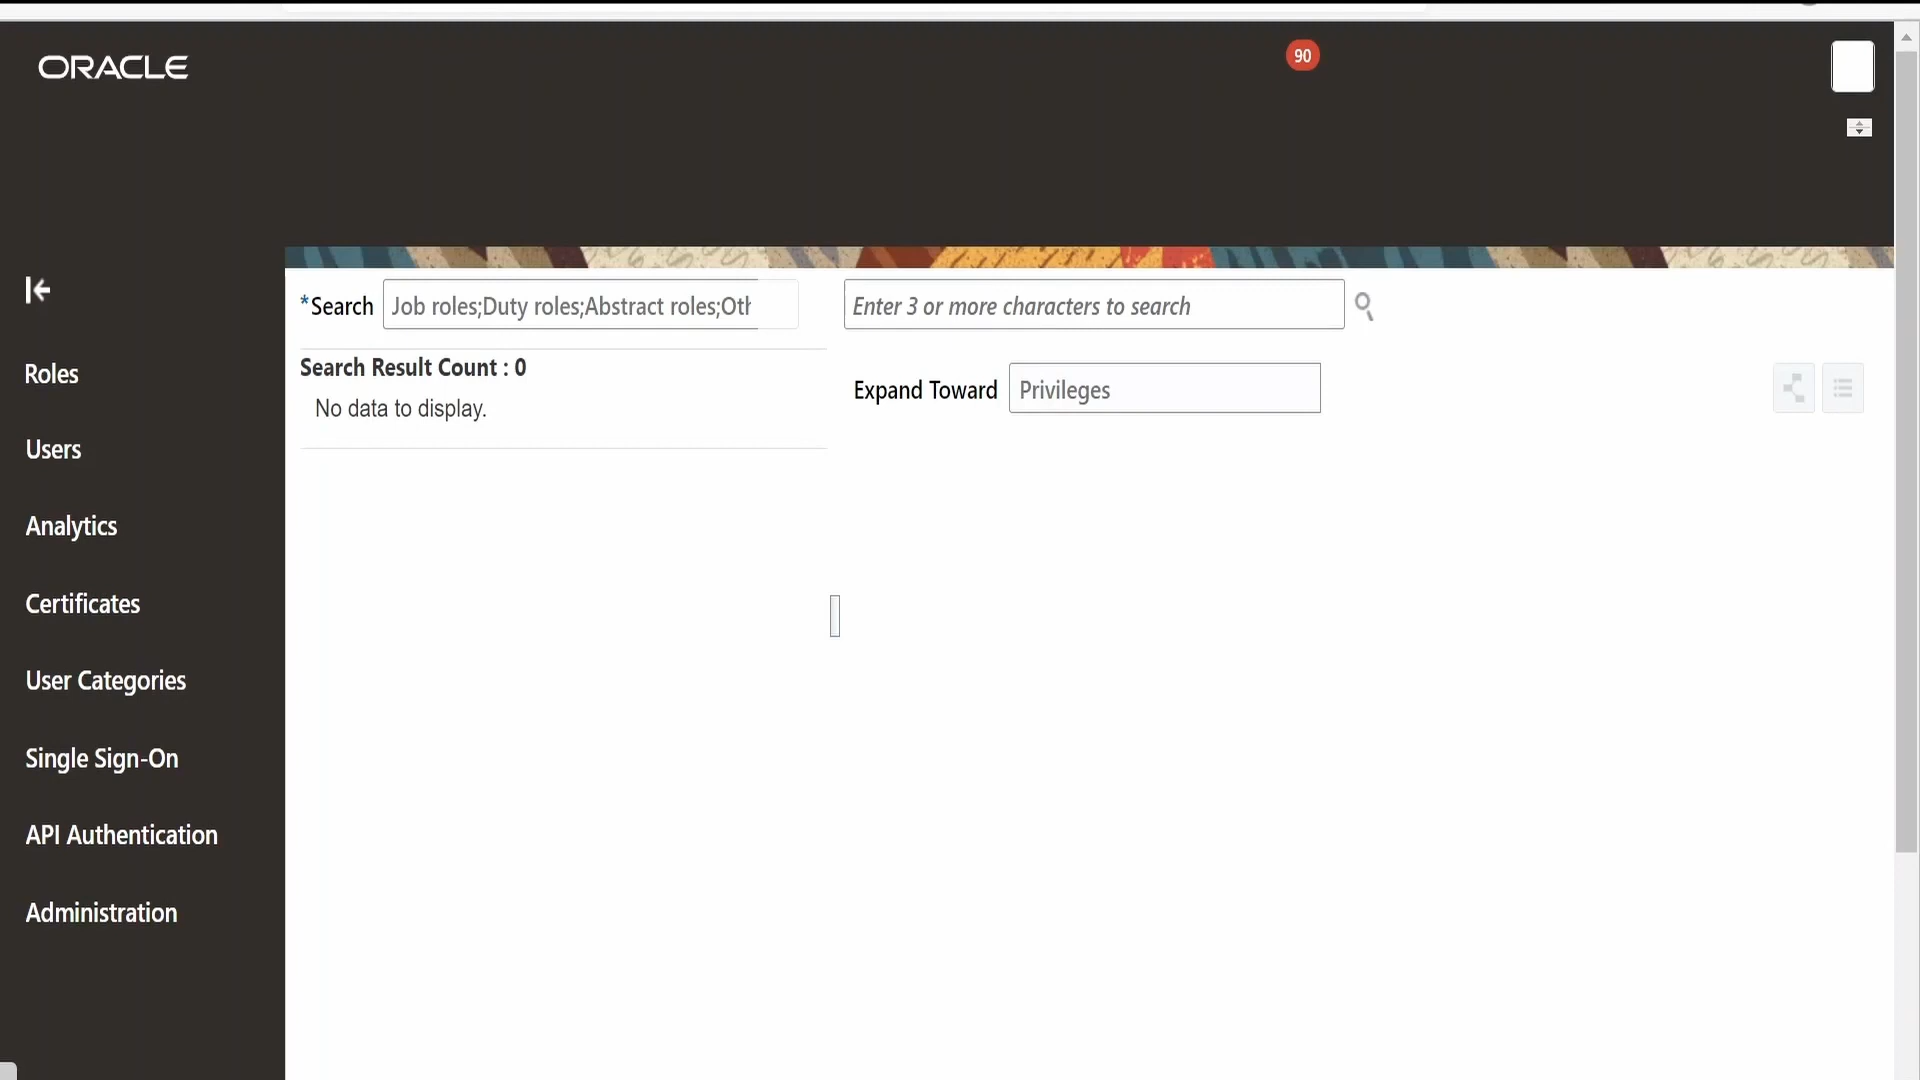 ORACLE
90
*Search
Job roles;Duty roles;Abstract roles;Oth
Enter 3 or more characters to search
Search Result Count : 0
No data to display.
Expand Toward
Privileges
Roles
Users
Analytics
Certificates
User Categories
Single Sign-On
API Authentication
Administration